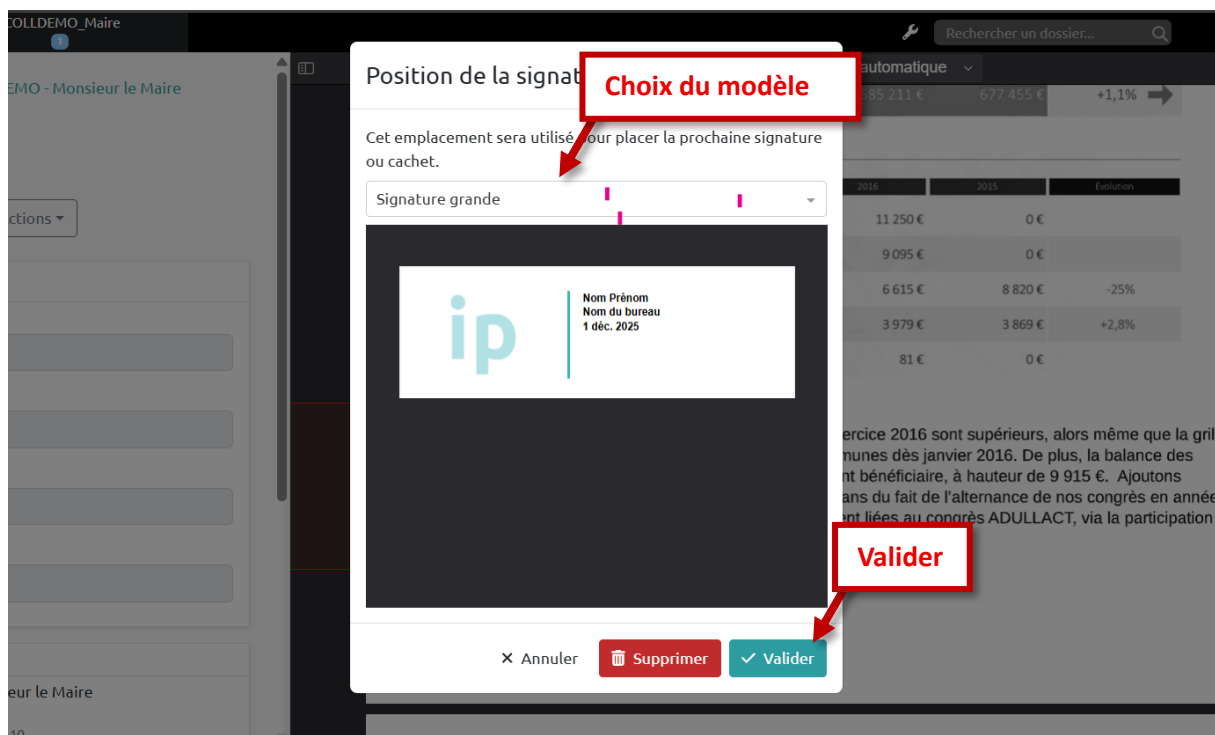 COLLDEMO_Maire
1
Rechercher un dossier...
EMO - Monsieur le Maire
ctions
Position de la signat
Choix du modèle
automatique
585 211 €
677 455 €
+1,1%
Cet emplacement sera utilisé pour placer la prochaine signature
ou cachet.
Signature grande
2016
2015
Évolution
11 250 €
0 €
9 095 €
0 €
6 615 €
8 820 €
-25%
3 979 €
3 869 €
+2,8%
81 €
0 €
ip
Nom Prénom
Nom du bureau
1 déc. 2025
ercice 2016 sont supérieurs, alors même que la gril
munes dès janvier 2016. De plus, la balance des
nt bénéficiaire, à hauteur de 9 915 €. Ajoutons
ans du fait de l'alternance de nos congrès en année
ent liées au congrès ADULLACT, via la participation
Valider
Annuler
Supprimer
Valider
eur le Maire